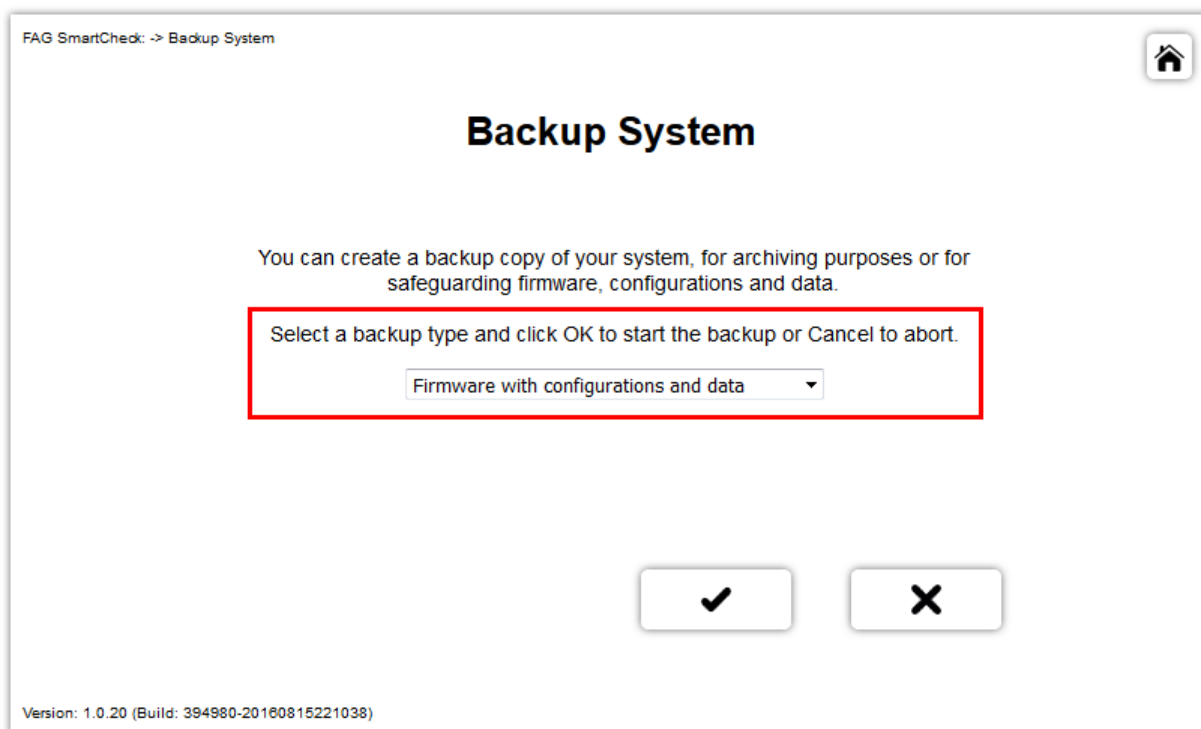 FAG SmartCheck: -> Backup System
Backup System
You can create a backup copy of your system, for archiving purposes or for
safeguarding firmware, configurations and data.
Select a backup type and click OK to start the backup or Cancel to abort.
Firmware with configurations and data
Version: 1.0.20 (Build: 394980-20160815221038)